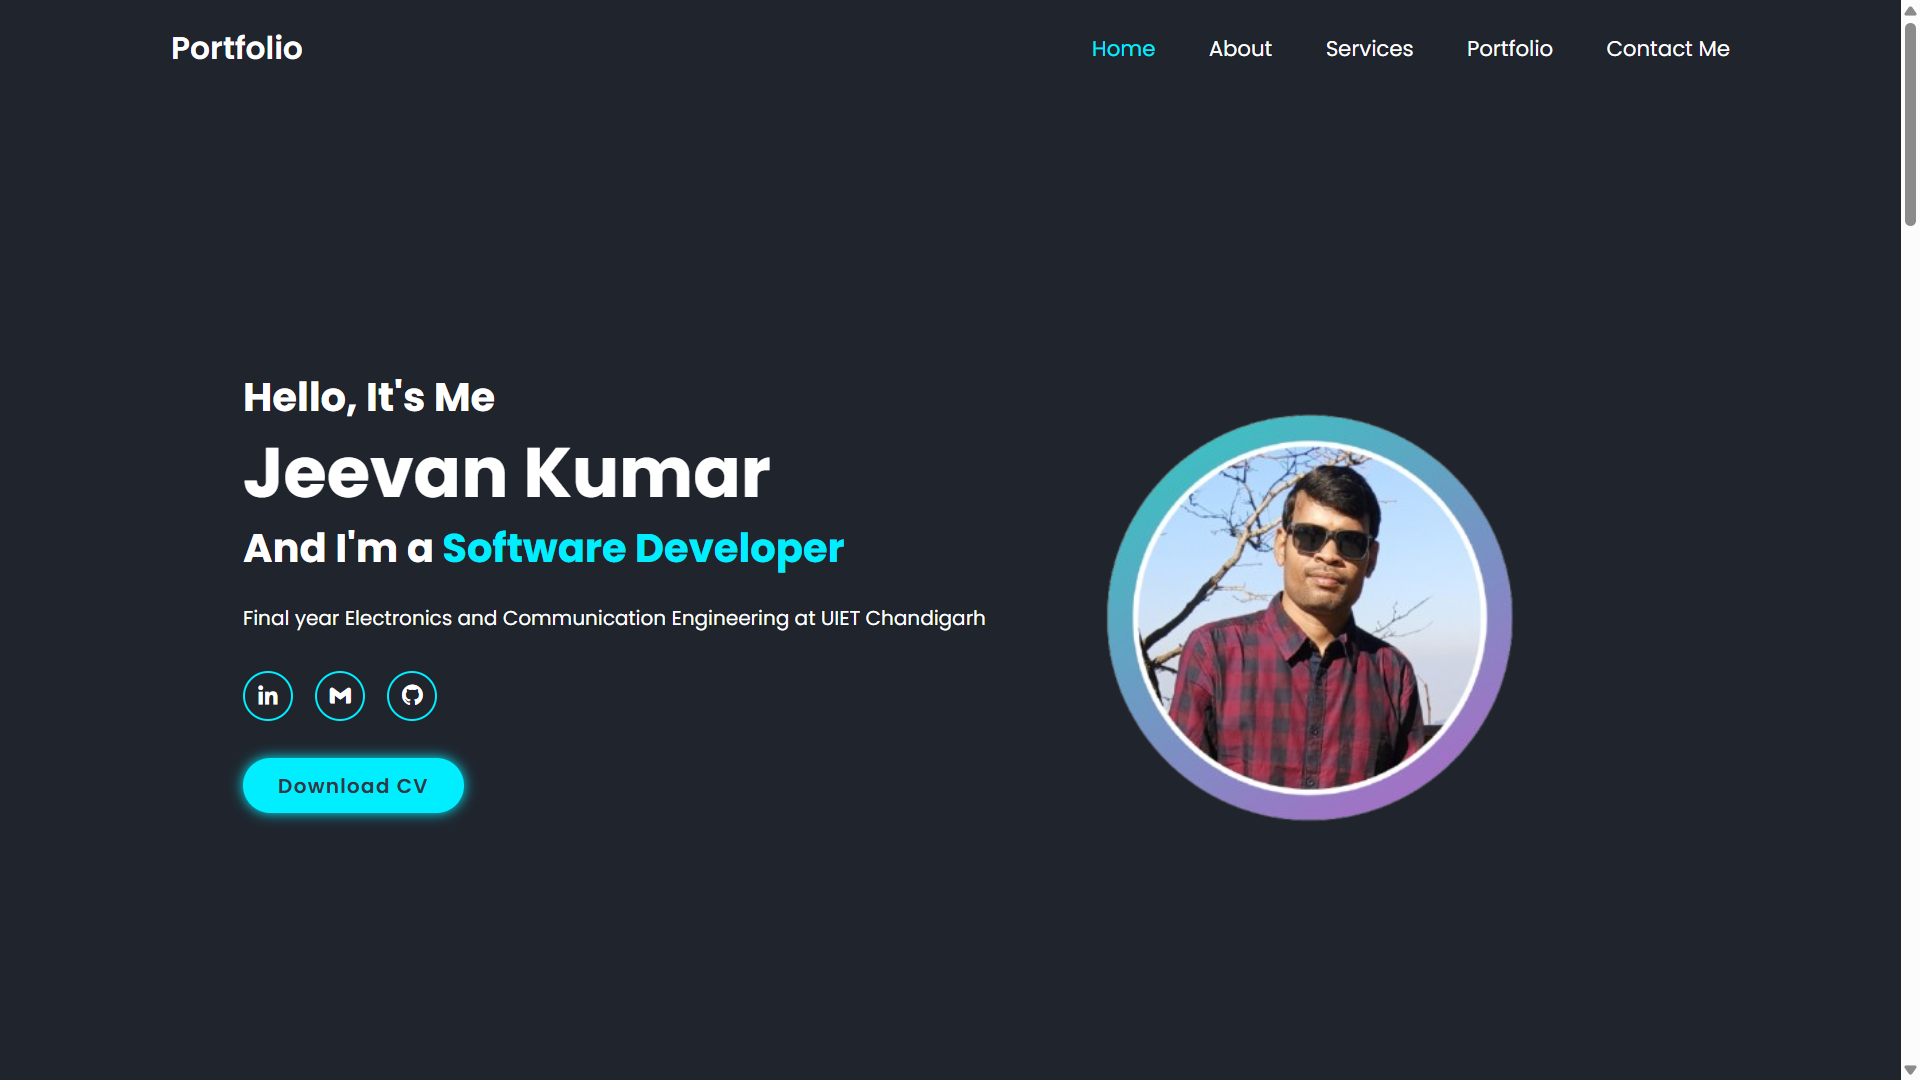 Portfolio
Home About Services Portfolio Contact Me
Hello, It's Me
Jeevan Kumar
And I'm a Software Developer
Final year Electronics and Communication Engineering at UIET Chandigarh
in
Download CV